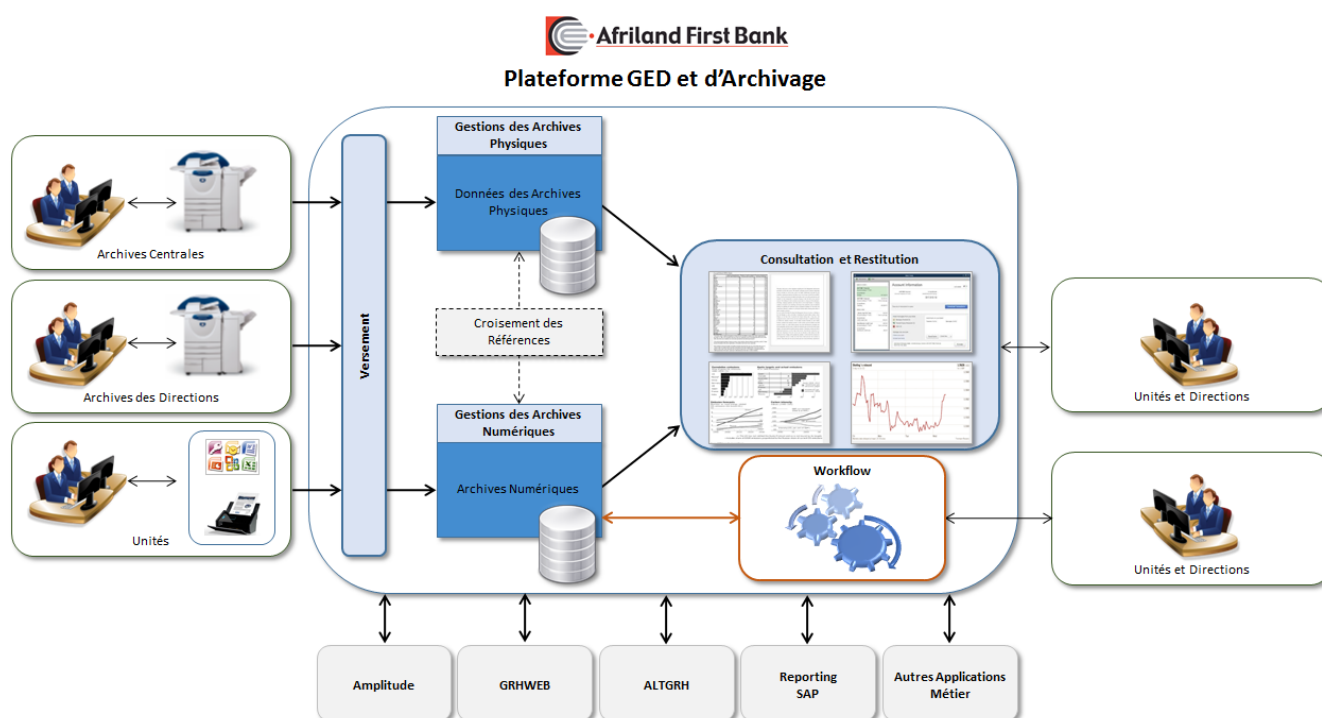 Afriland First Bank
Plateforme GED et d'Archivage
Gestions des Archives
Physiques
Données des Archives
Physiques
Archives Centrales
Archives des Directions
Unités
Versement
Croisement des
Références
Gestions des Archives
Numériques
Archives Numériques
Consultation et Restitution
Workflow
Unités et Directions
Unités et Directions
Amplitude
GRHWEB
ALTGRH
Reporting
SAP
Autres Applications
Métier